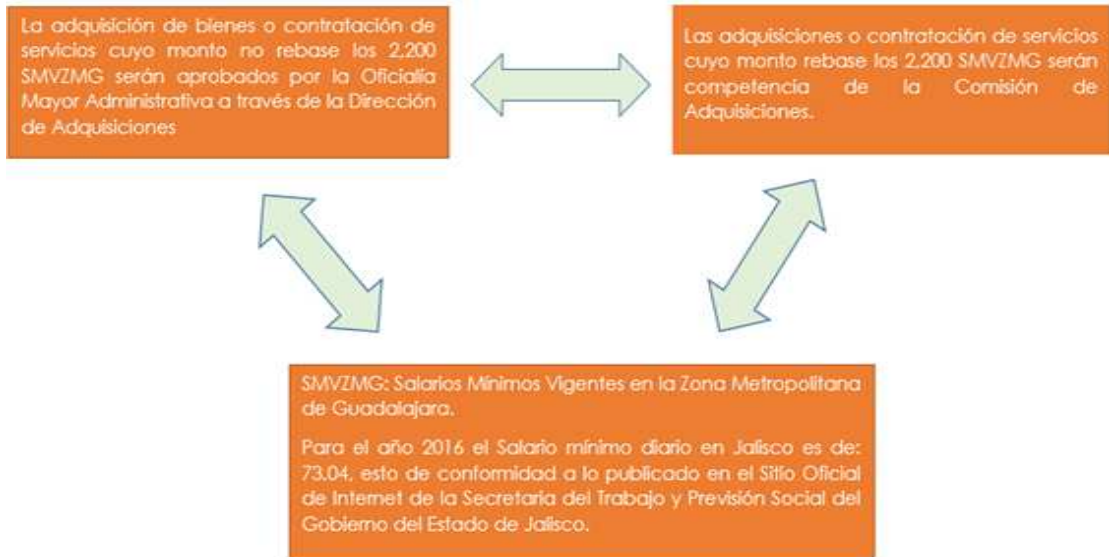 La adquisición de bienes o contratación de
servicios cuyo monto no rebase los 2,200
SMVZMG serán aprobados por la Oficialía
Mayor Administrativa a través de la Dirección
de Adquisiciones
Las adquisiciones o contratación de servicios
cuyo monto rebase los 2,200 SMVZMG serán
competencia de la Comisión de
Adquisiciones.
SMVZMG: Salarios Mínimos Vigentes en la Zona Metropolitana
de Guadalajara.
Para el año 2016 el Salario mínimo diario en Jalisco es de:
73.04, esto de conformidad a lo publicado en el Sitio Oficial
de Internet de la Secretaria del Trabajo y Previsión Social del
Gobierno del Estado de Jalisco.